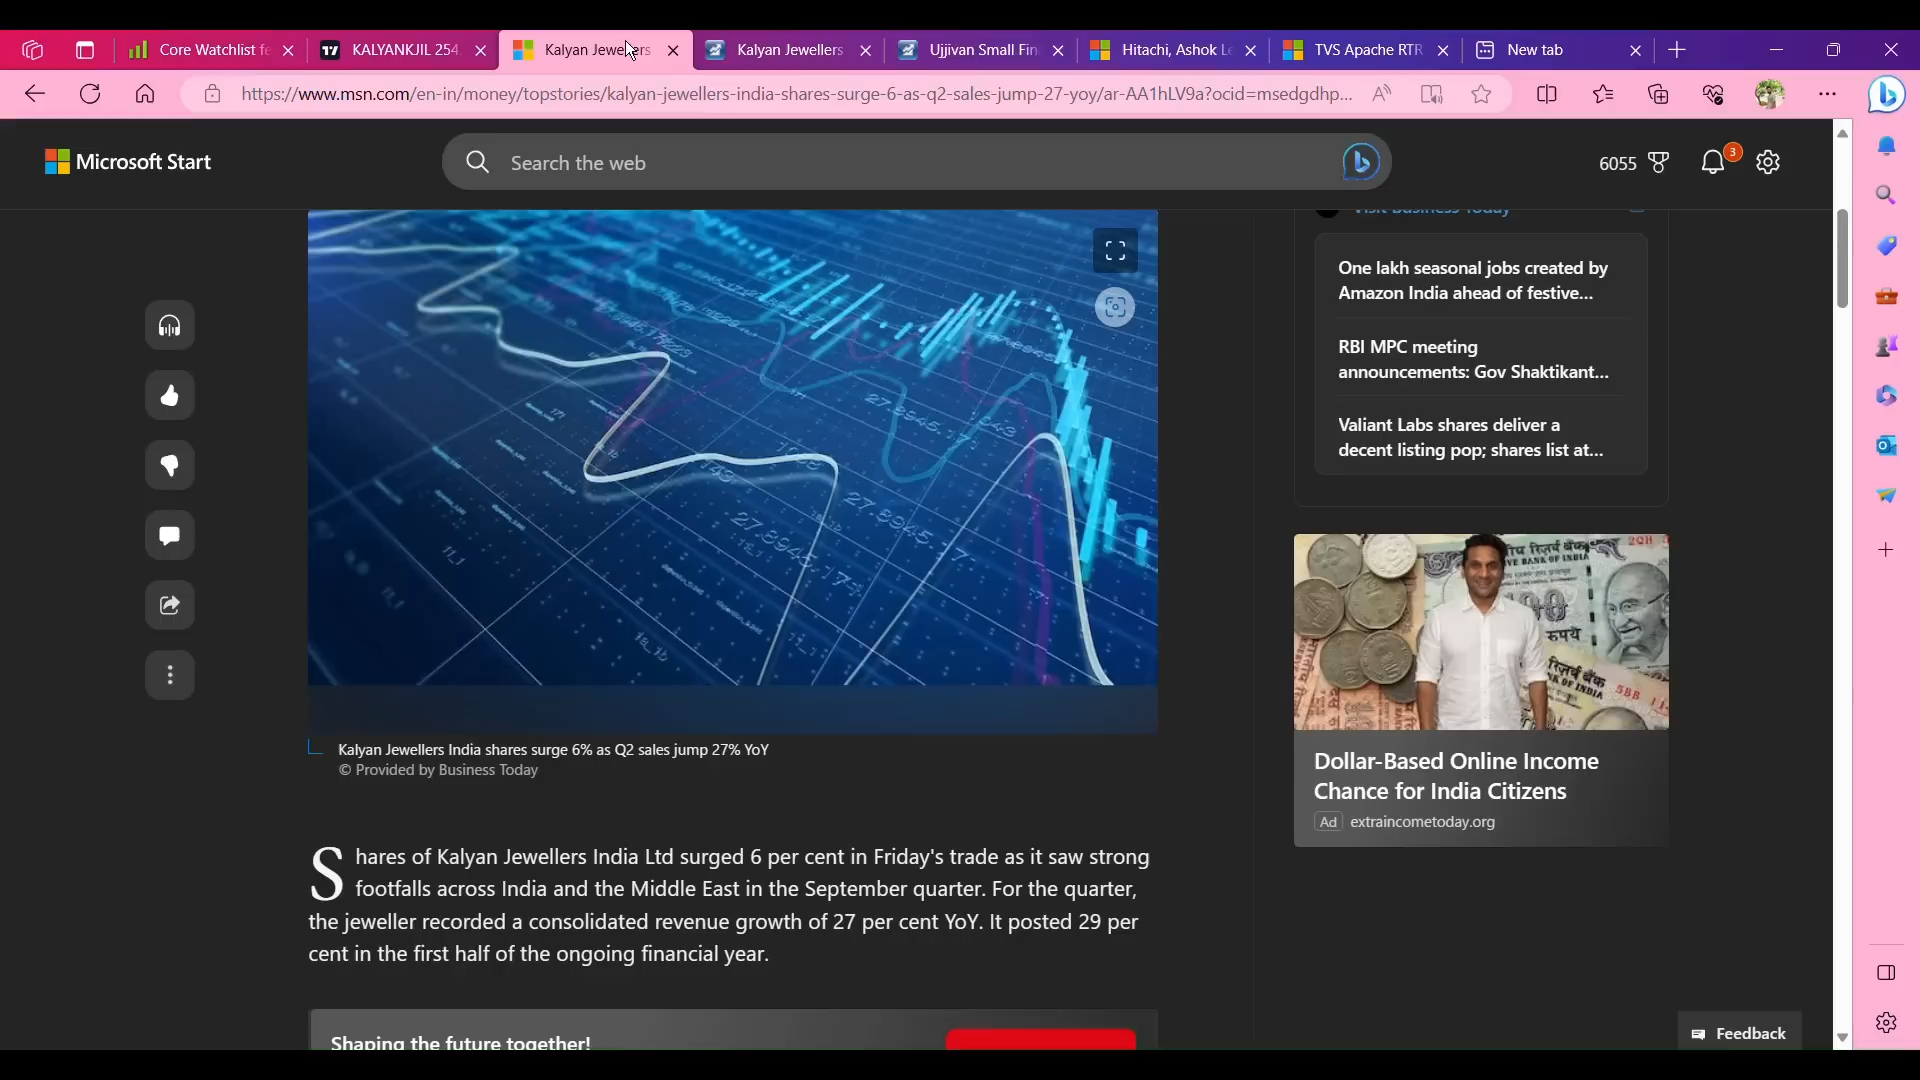 Core Watchlist fe
KALYANKJIL 254
Kalyan Jewellers
Kalyan Jewellers
Ujjivan Small Fin
Hitachi, Ashok Le
TVS Apache RTR
New tab
https://www.msn.com/en-in/money/topstories/kalyan-jewellers-india-shares-surge-6-as-q2-sales-jump-27-yoy/ar-AA1hLV9a?ocid=msedgdhp...
Microsoft Start
Search the web
6055
3
Visit Business Today
One lakh seasonal jobs created by
Amazon India ahead of festive...
RBI MPC meeting
announcements: Gov Shaktikant...
Valiant Labs shares deliver a
decent listing pop; shares list at...
Dollar-Based Online Income
Chance for India Citizens
Ad extraincometoday.org
Kalyan Jewellers India shares surge 6% as Q2 sales jump 27% YoY
© Provided by Business Today
Shares of Kalyan Jewellers India Ltd surged 6 per cent in Friday's trade as it saw strong
footfalls across India and the Middle East in the September quarter. For the quarter,
the jeweller recorded a consolidated revenue growth of 27 per cent YoY. It posted 29 per
cent in the first half of the ongoing financial year.
Shaping the future together!
Feedback